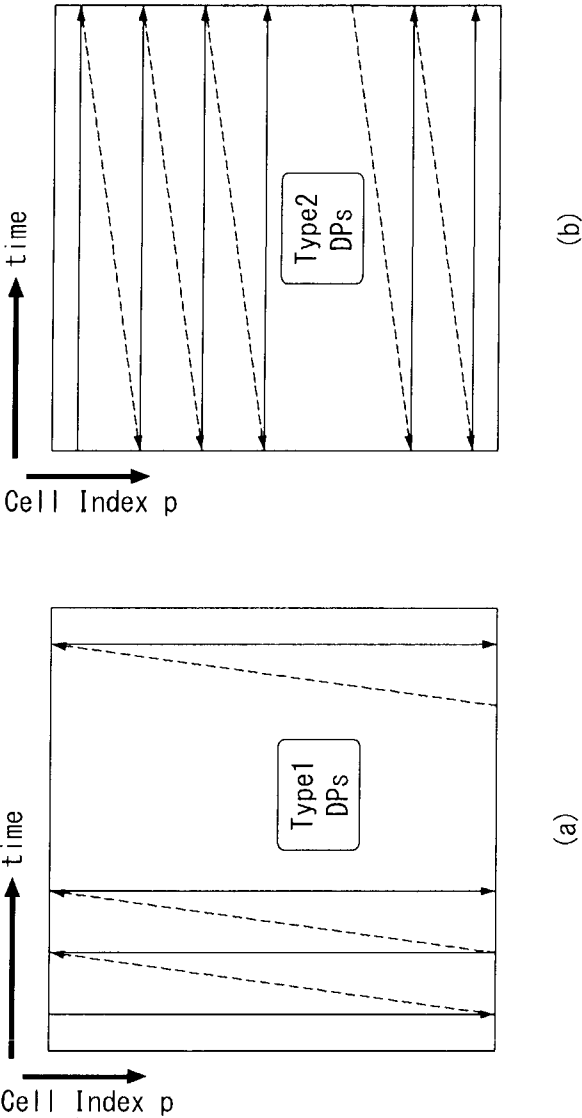 time
Cell Index p
Type2
DPs
(b)
time
Cell Index p
Type1
DPs
(a)